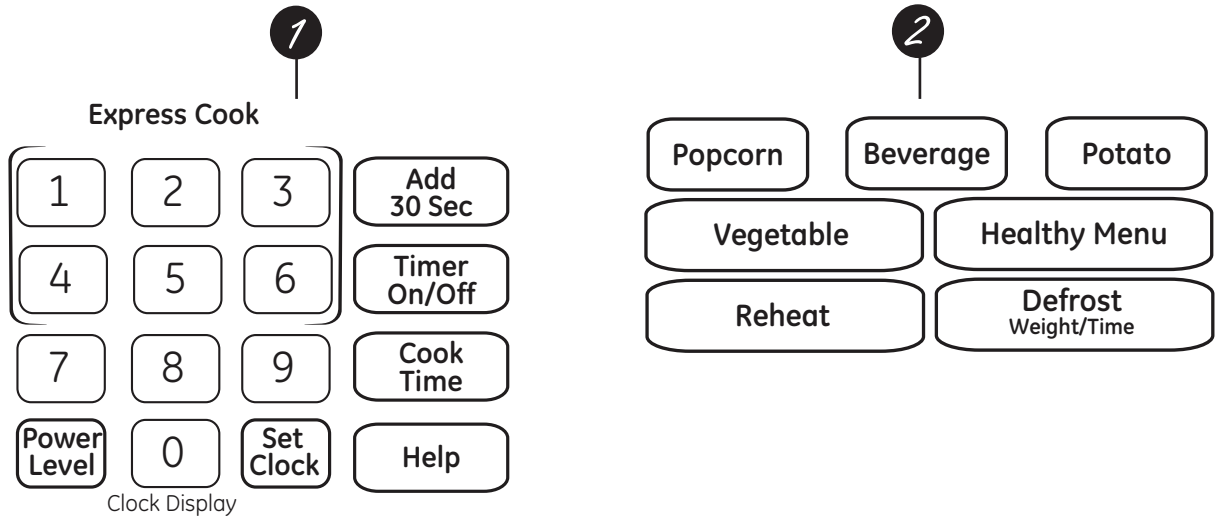 1
Express Cook
1 2 3 Add
30 Sec
4 5 6 Timer
On/Off
7 8 9 Cook
Time
Power
Level
0
Set
Clock
Help
Clock Display
2
Popcorn Beverage Potato
Vegetable Healthy Menu
Reheat Defrost
Weight/Time